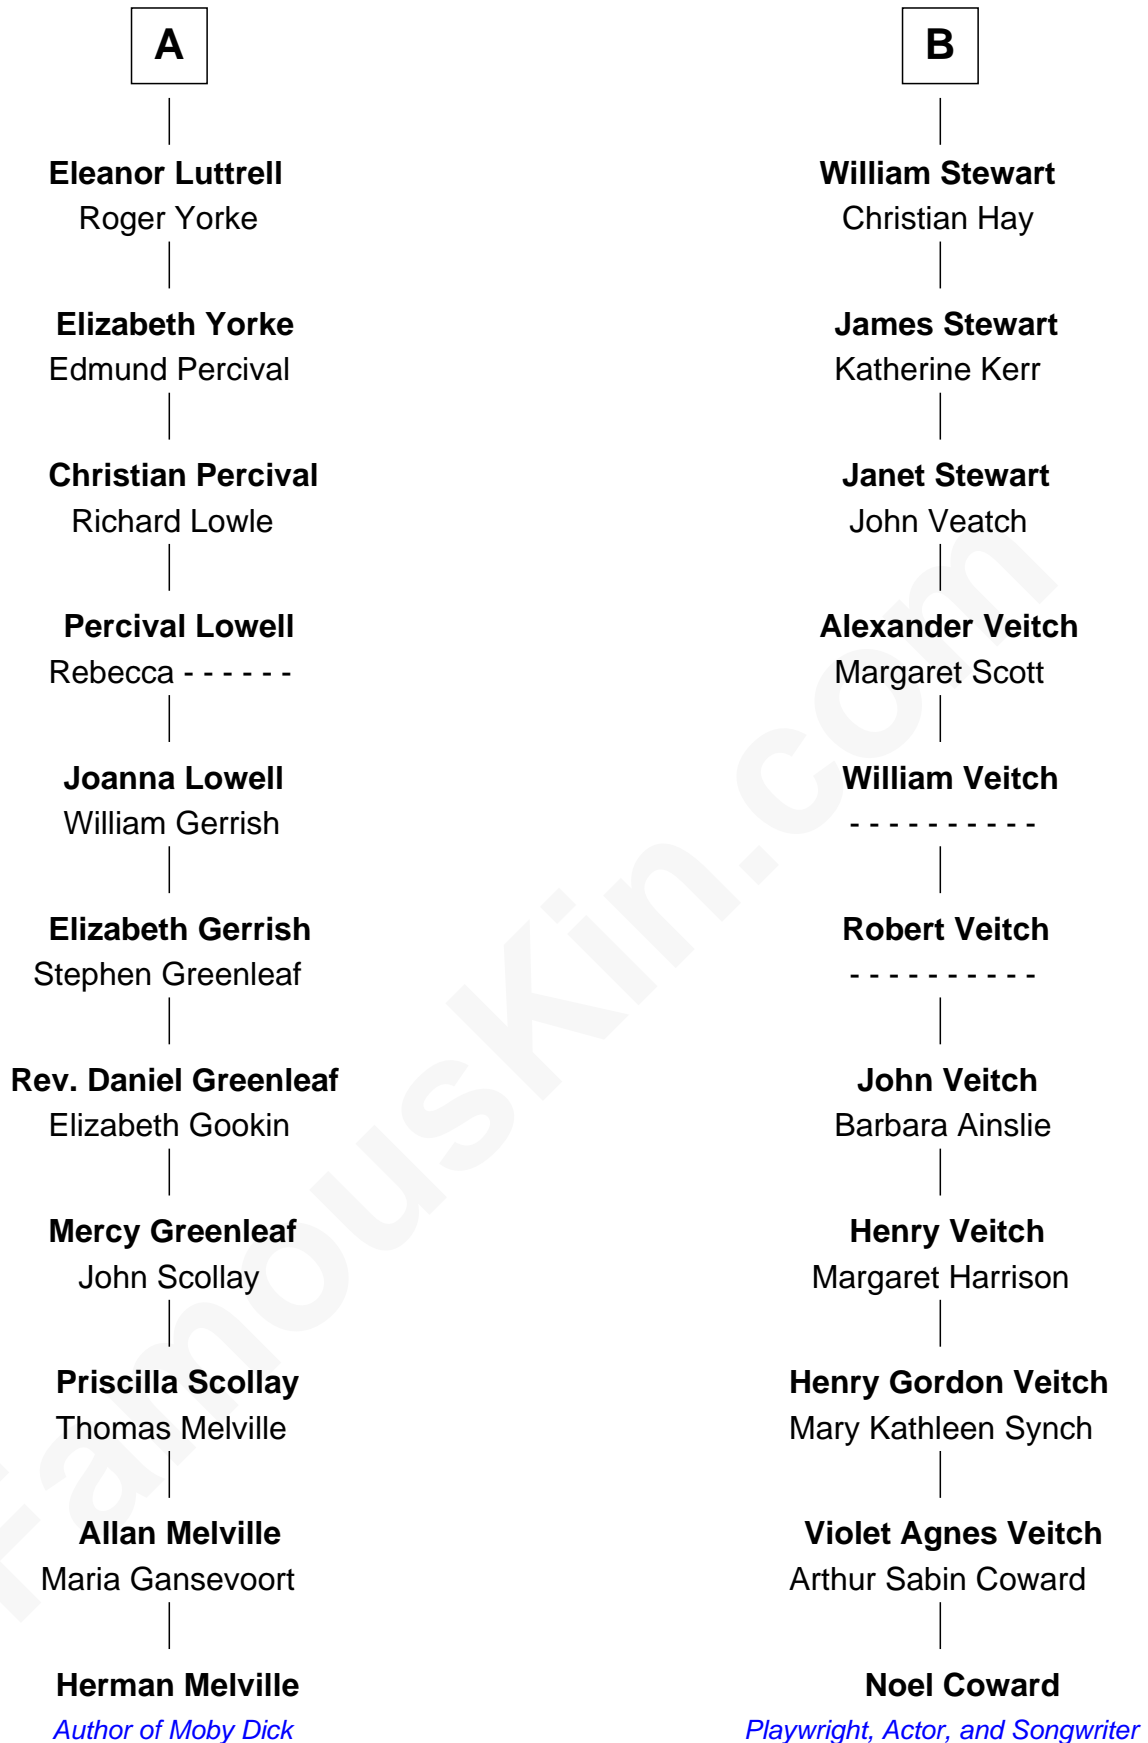 A
Eleanor Luttrell
Roger Yorke
Elizabeth Yorke
Edmund Percival
Christian Percival
Richard Lowle
Percival Lowell
Rebecca - - - - - -
Joanna Lowell
William Gerrish
Elizabeth Gerrish
Stephen Greenleaf
Rev. Daniel Greenleaf
Elizabeth Gookin
Mercy Greenleaf
John Scollay
Priscilla Scollay
Thomas Melville
Allan Melville
Maria Gansevoort
Herman Melville
Author of Moby Dick
B
William Stewart
Christian Hay
James Stewart
Katherine Kerr
Janet Stewart
John Veatch
Alexander Veitch
Margaret Scott
William Veitch
- - - - - - - - - -
Robert Veitch
- - - - - - - - - -
John Veitch
Barbara Ainslie
Henry Veitch
Margaret Harrison
Henry Gordon Veitch
Mary Kathleen Synch
Violet Agnes Veitch
Arthur Sabin Coward
Noel Coward
Playwright, Actor, and Songwriter
FamousKin.com